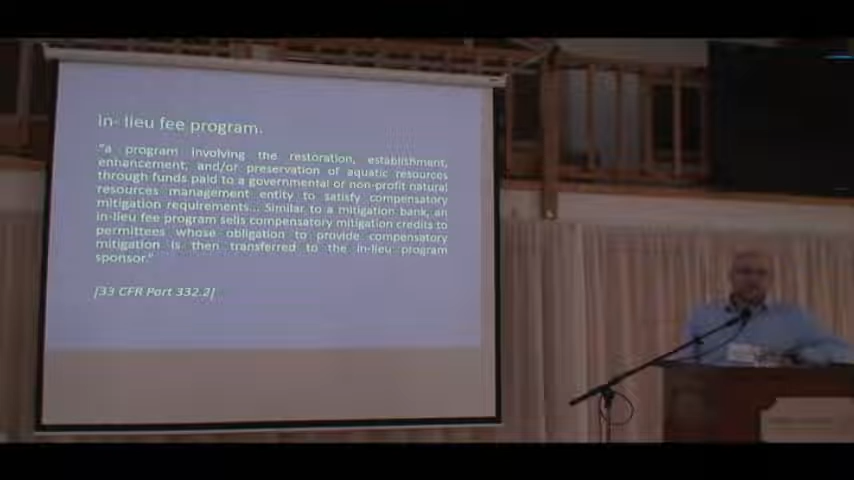 in- lieu fee program.
"a program involving the restoration, establishment,
enhancement, and/or preservation of aquatic resources
through funds paid to a governmental or non-profit natural
resources management entity to satisfy compensatory
mitigation requirements... Similar to a mitigation bank, an
in-lieu fee program sells compensatory mitigation credits to
permittees whose obligation to provide compensatory
mitigation is then transferred to the in-lieu program
sponsor."
[33 CFR Part 332.2]